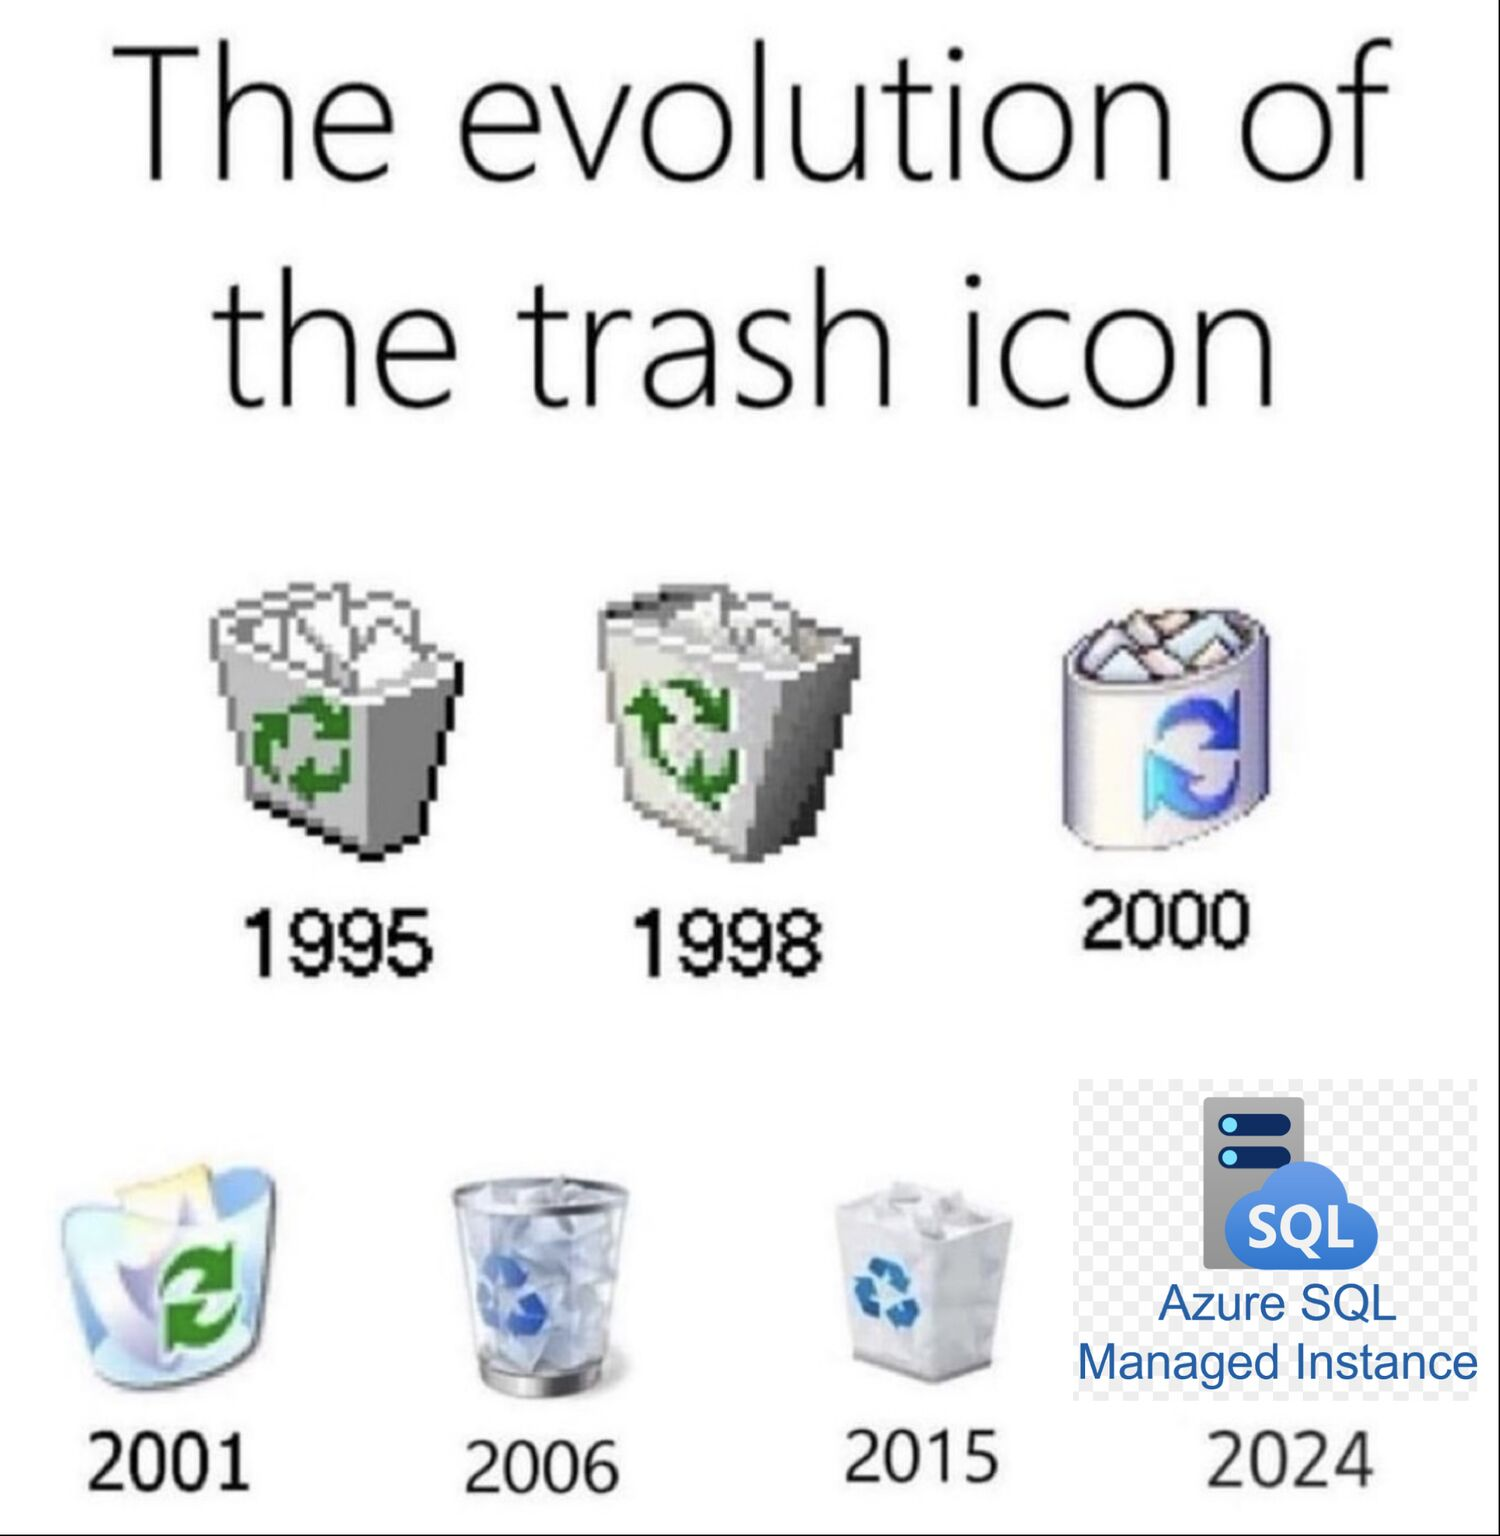 The evolution of
the trash icon
1995
1998
2000
SQL
Azure SQL
Managed Instance
2001
2006
2015
2024